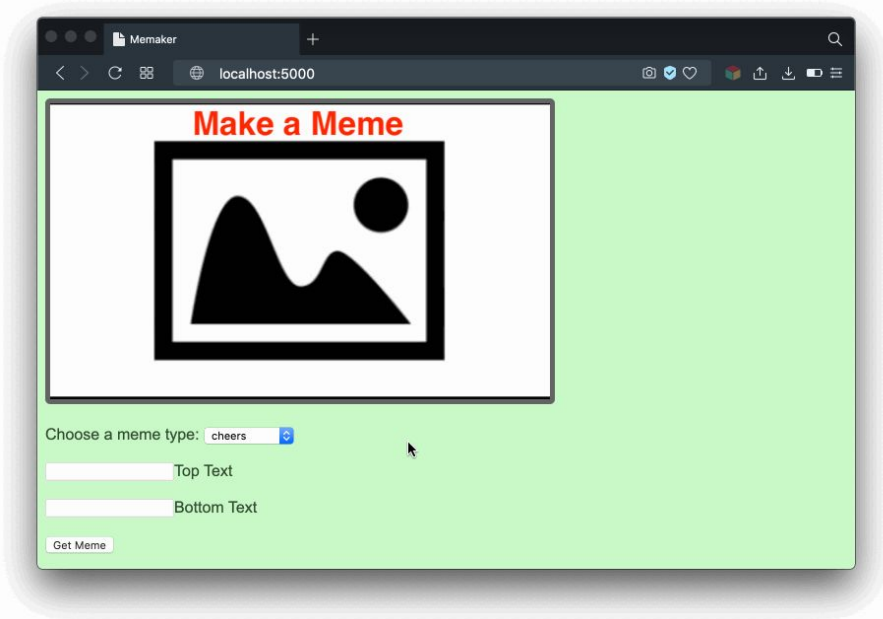 Memaker
localhost:5000
Make a Meme
Choose a meme type: cheers
Top Text
Bottom Text
Get Meme